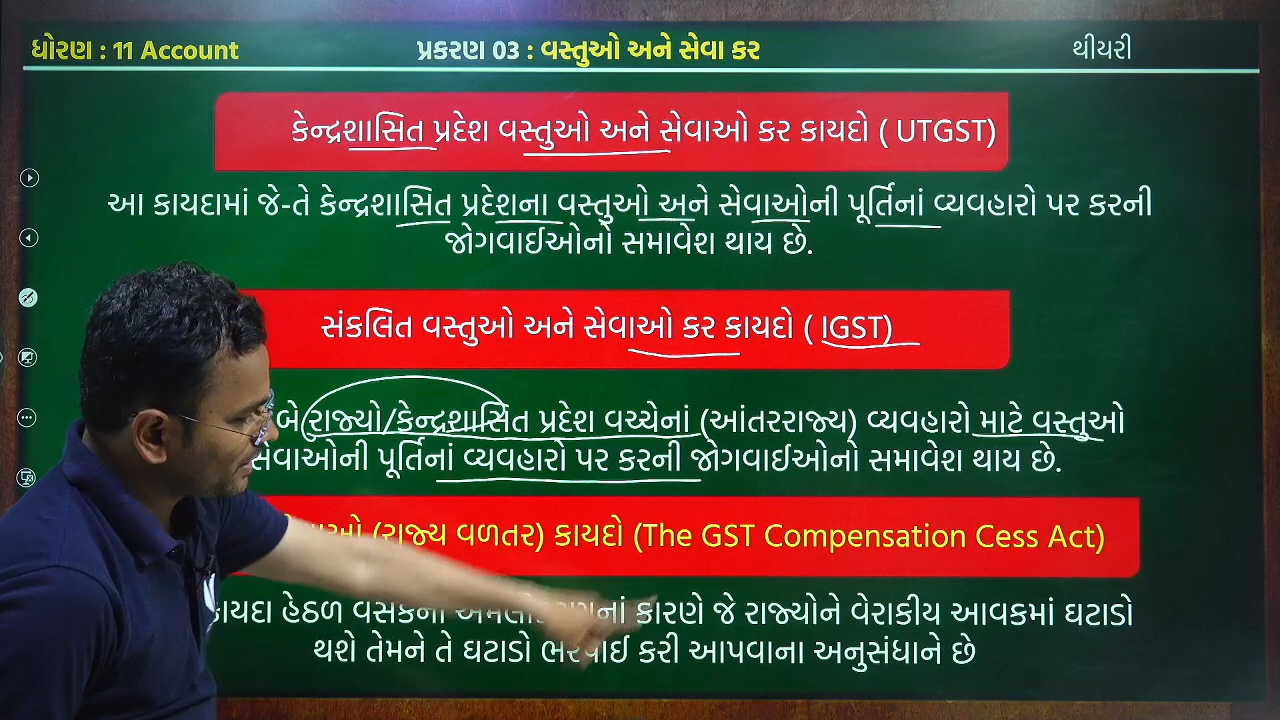 ધોરણ : 11 Account
પ્રકરણ 03 : વસ્તુઓ અને સેવા કર
થીયરી
કેન્દ્રશાસિત પ્રદેશ વસ્તુઓ અને સેવાઓ કર કાયદો ( UTGST)
આ કાયદામાં જે-તે કેન્દ્રશાસિત પ્રદેશના વસ્તુઓ અને સેવાઓની પૂર્તિનાં વ્યવહારો પર કરની
જોગવાઈઓનો સમાવેશ થાય છે.
સંકલિત વસ્તુઓ અને સેવાઓ કર કાયદો ( IGST)
બે રાજ્યો/કેન્દ્રશાસિત પ્રદેશ વચ્ચેનાં (આંતરરાજ્ય) વ્યવહારો માટે વસ્તુઓ
સેવાઓની પૂર્તિનાં વ્યવહારો પર કરની જોગવાઈઓનો સમાવેશ થાય છે.
(રાજ્ય વળતર) કાયદો (The GST Compensation Cess Act)
કાયદા હેઠળ કારણે જે રાજ્યોને વેરાકીય આવકમાં ઘટાડો
થશે તેમને તે ઘટાડો ભરપાઈ કરી આપવાના અનુસંધાને છે